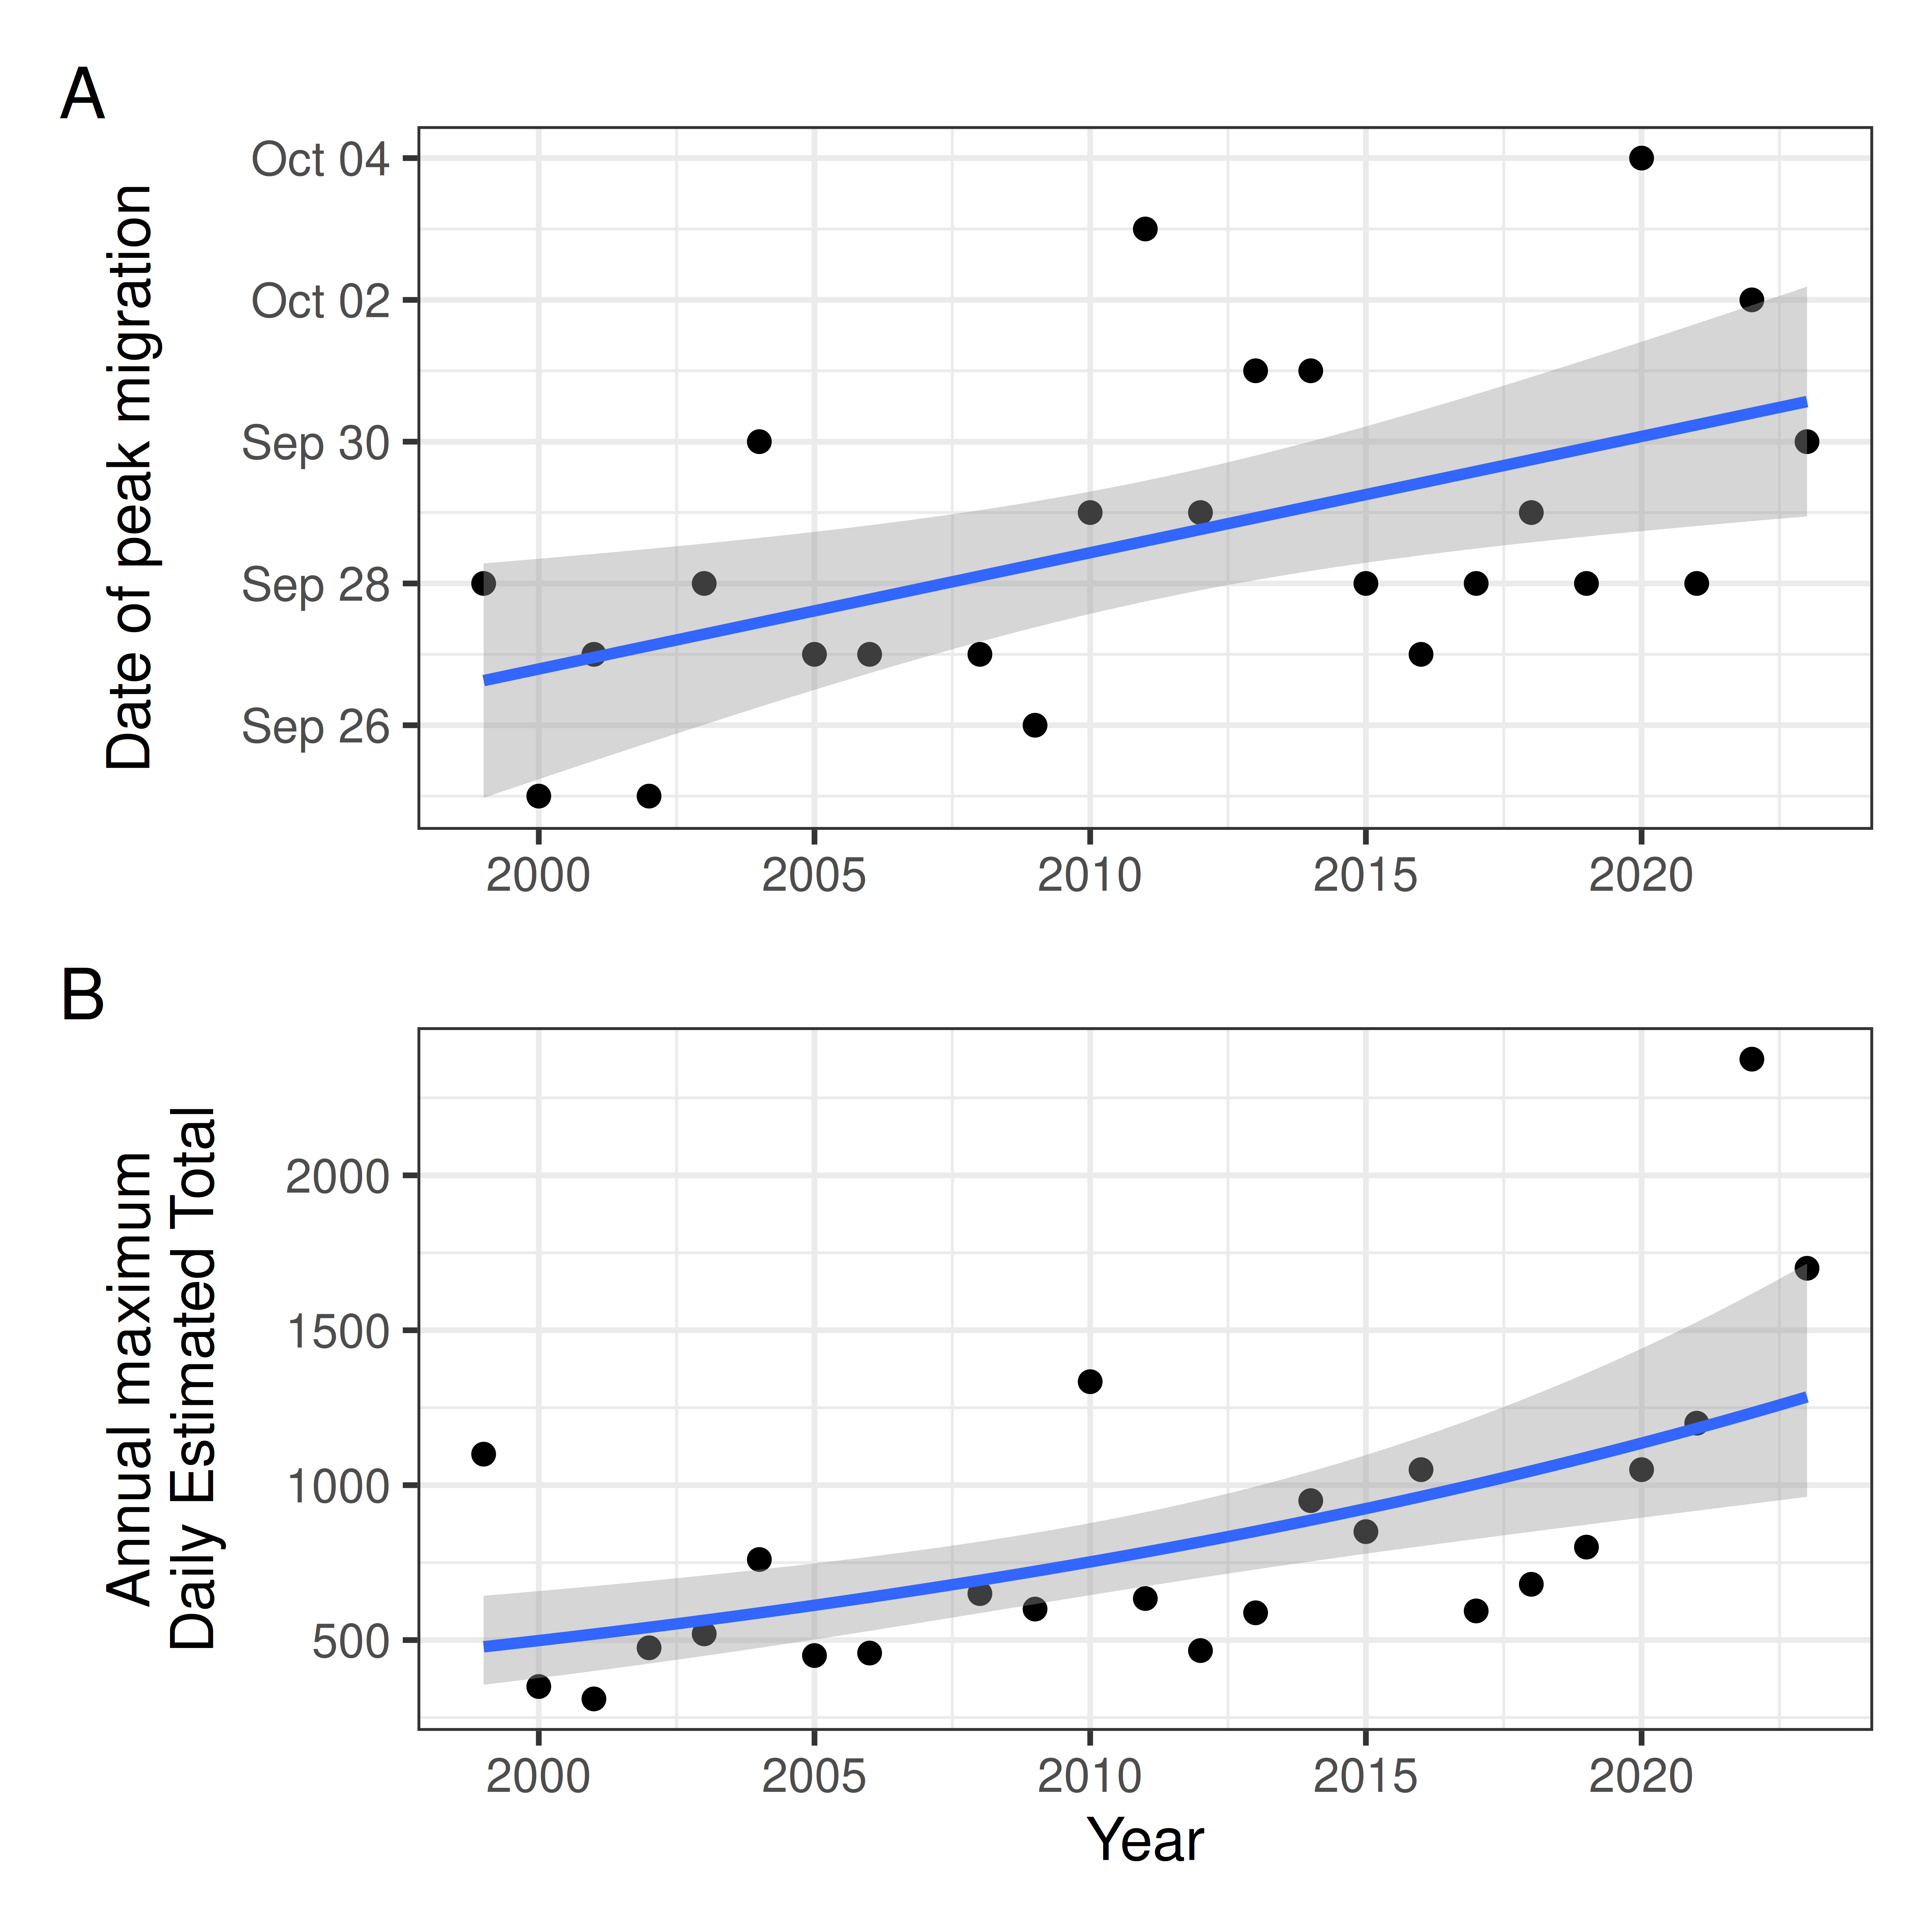 A
Date of peak migration
Oct 04
Oct 02
Sep 30
Sep 28
Sep 26
2000 2005 2010 2015 2020
B
Annual maximum
Daily Estimated Total
2000
1500
1000
500
2000 2005 2010 2015 2020
Year